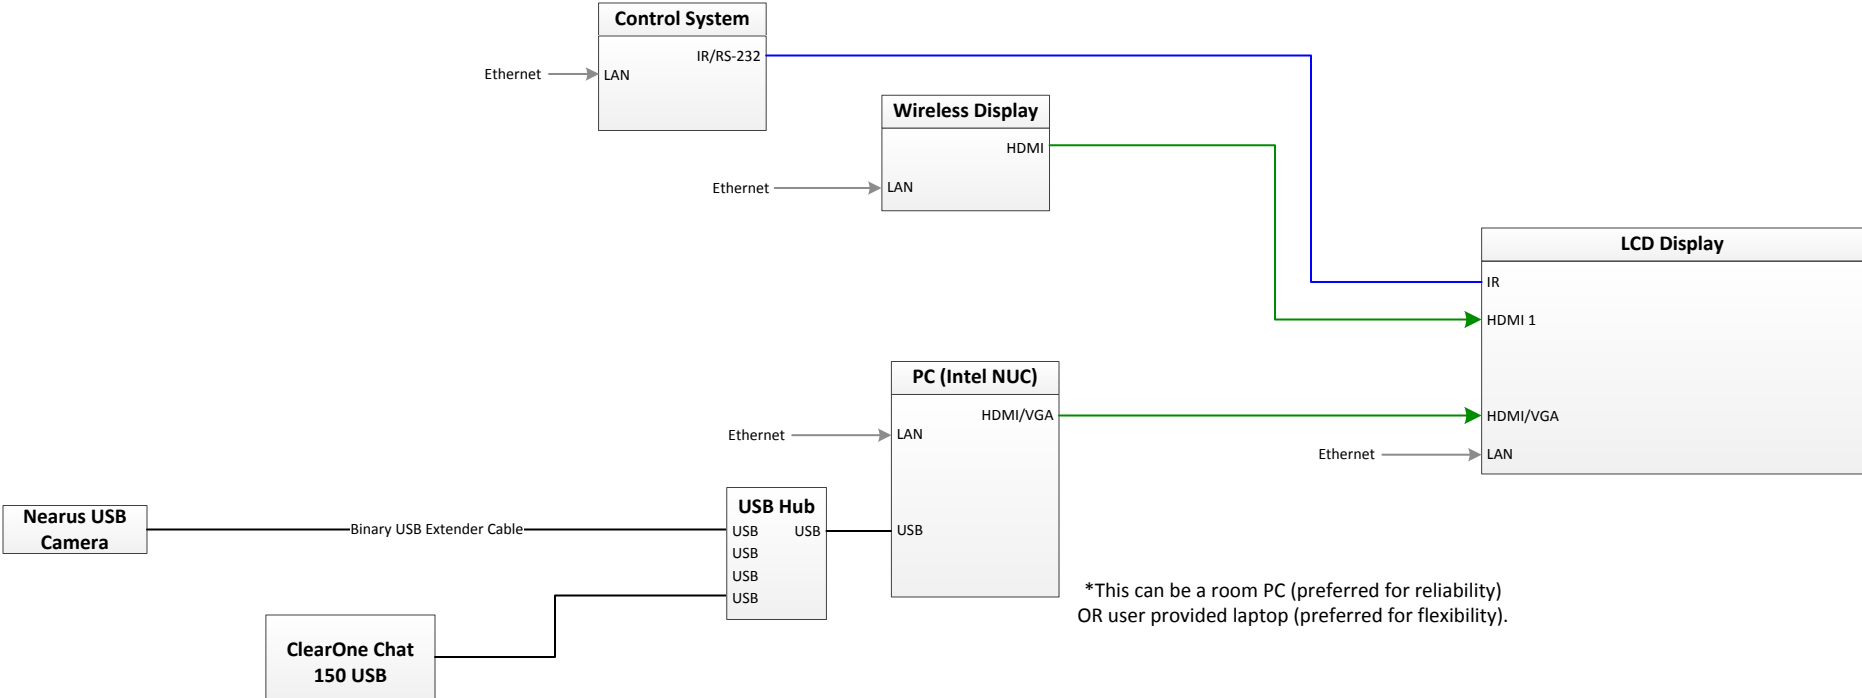 Control System
IR/RS-232
Ethernet
LAN
Wireless Display
HDMI
Ethernet
LAN
LCD Display
IR
HDMI 1
HDMI/VGA
Ethernet
LAN
PC (Intel NUC)
HDMI/VGA
Ethernet
LAN
USB
USB Hub
USB USB
USB
USB
USB
Nearus USB
Camera
Binary USB Extender Cable
*This can be a room PC (preferred for reliability)
OR user provided laptop (preferred for flexibility).
ClearOne Chat
150 USB